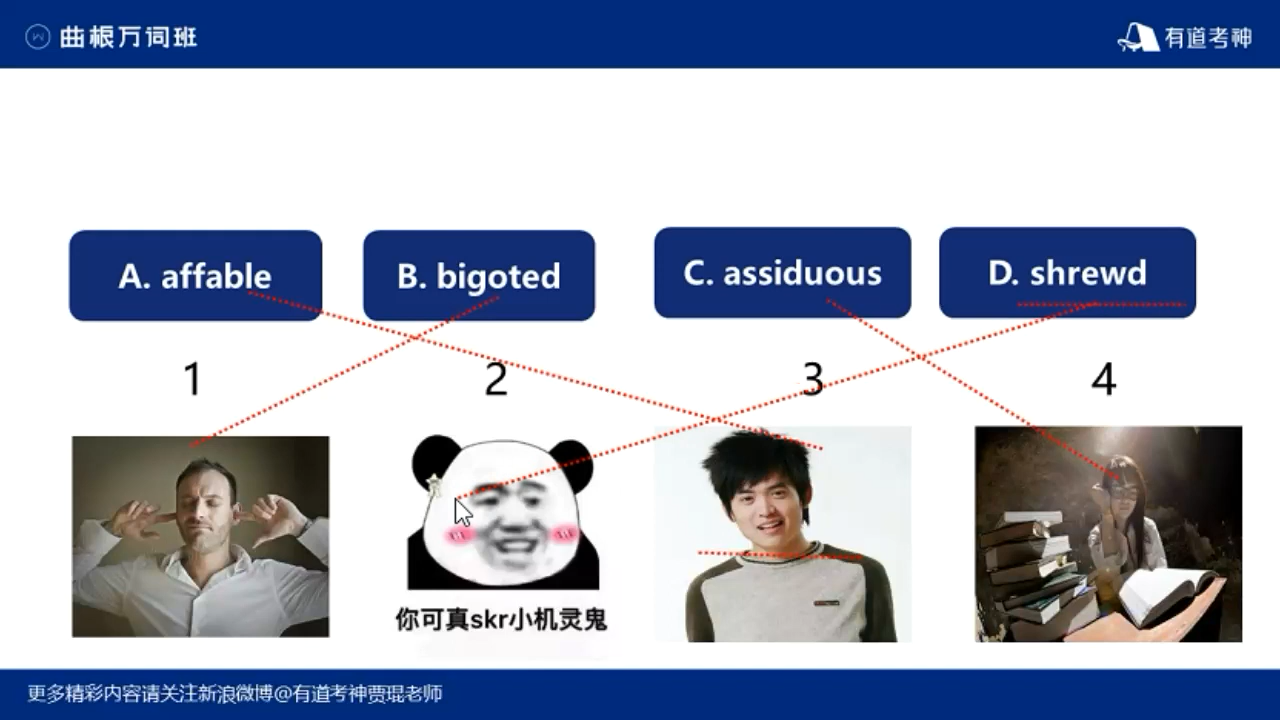 曲根万词班
有道考神
A. affable
B. bigoted
C. assiduous
D. shrewd
1
2
3
4
你可真skr小机灵鬼
更多精彩内容请关注新浪微博@有道考神贾琨老师